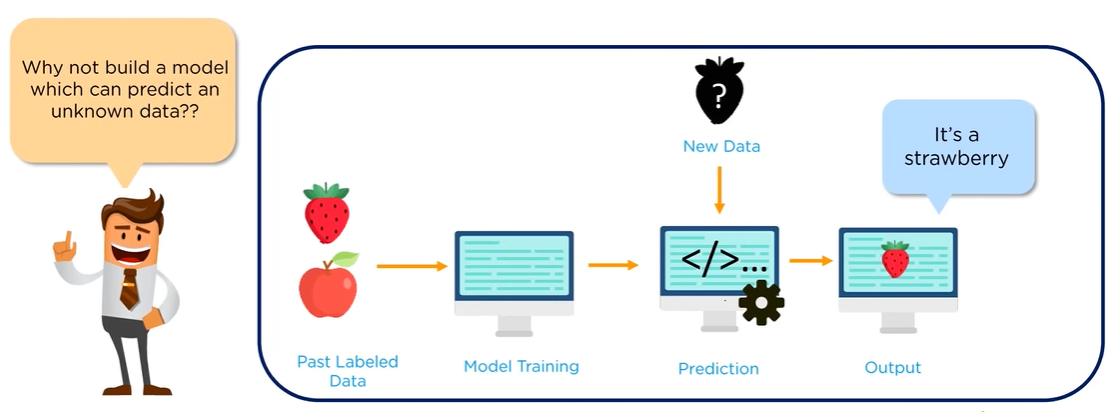 Why not build a model
which can predict an
unknown data??
?
New Data
It's a
strawberry
</>...
Past Labeled
Data
Model Training
Prediction
Output